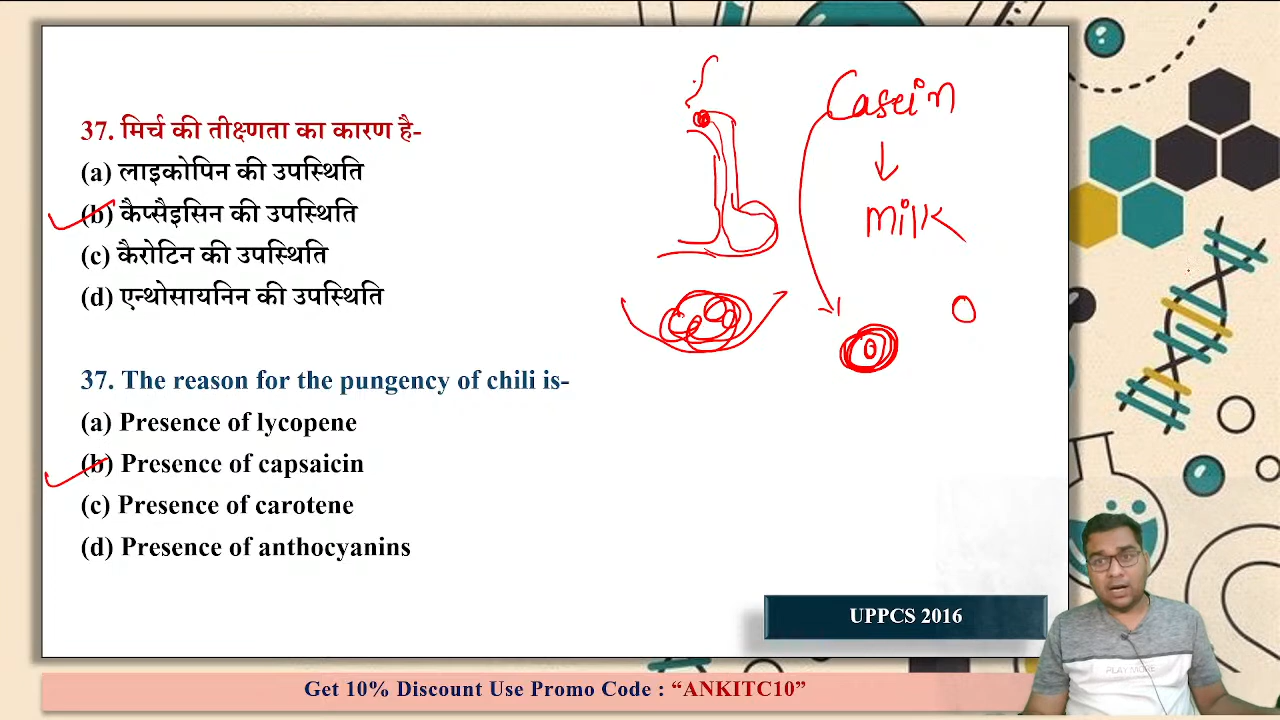 37. मिर्च की तीक्ष्णता का कारण है-
(a) लाइकोपिन की उपस्थिति
(b) कैप्सैइसिन की उपस्थिति
(c) कैरोटिन की उपस्थिति
(d) एन्थोसायनिन की उपस्थिति
37. The reason for the pungency of chili is-
(a) Presence of lycopene
(b) Presence of capsaicin
(c) Presence of carotene
(d) Presence of anthocyanins
Casein
milk
UPPCS 2016
PLAY MORE
Get 10% Discount Use Promo Code : “ANKITC10”